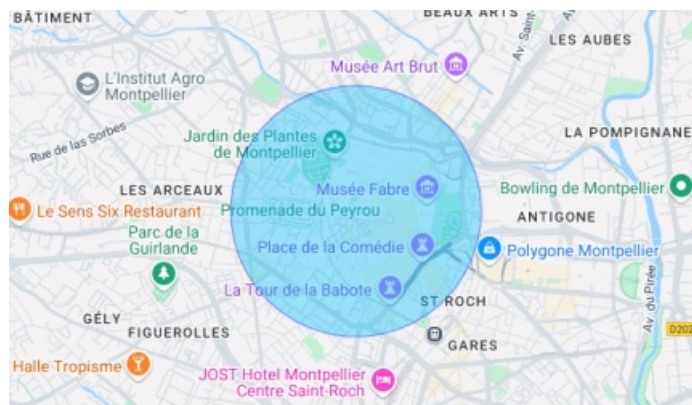 BÂTIMENT
BEAUX ARTS
Av. Saint-
LES AUBES
Musée Art Brut
L'Institut Agro
Montpellier
Rue de las Sorbes
Jardin des Plantes
de Montpellier
LA POMPIGNANE
LES ARCEAUX
Musée Fabre
Bowling de Montpellier
Le Sens Six Restaurant
Promenade du Peyrou
ANTIGONE
Parc de la
Guirlande
Place de la Comédie
Polygone Montpellier
La Tour de la Babote
ST ROCH
Av. du Pirée
GÉLY
FIGUEROLLES
D202
GARES
Halle Tropisme
JOST Hotel Montpellier
Centre Saint-Roch